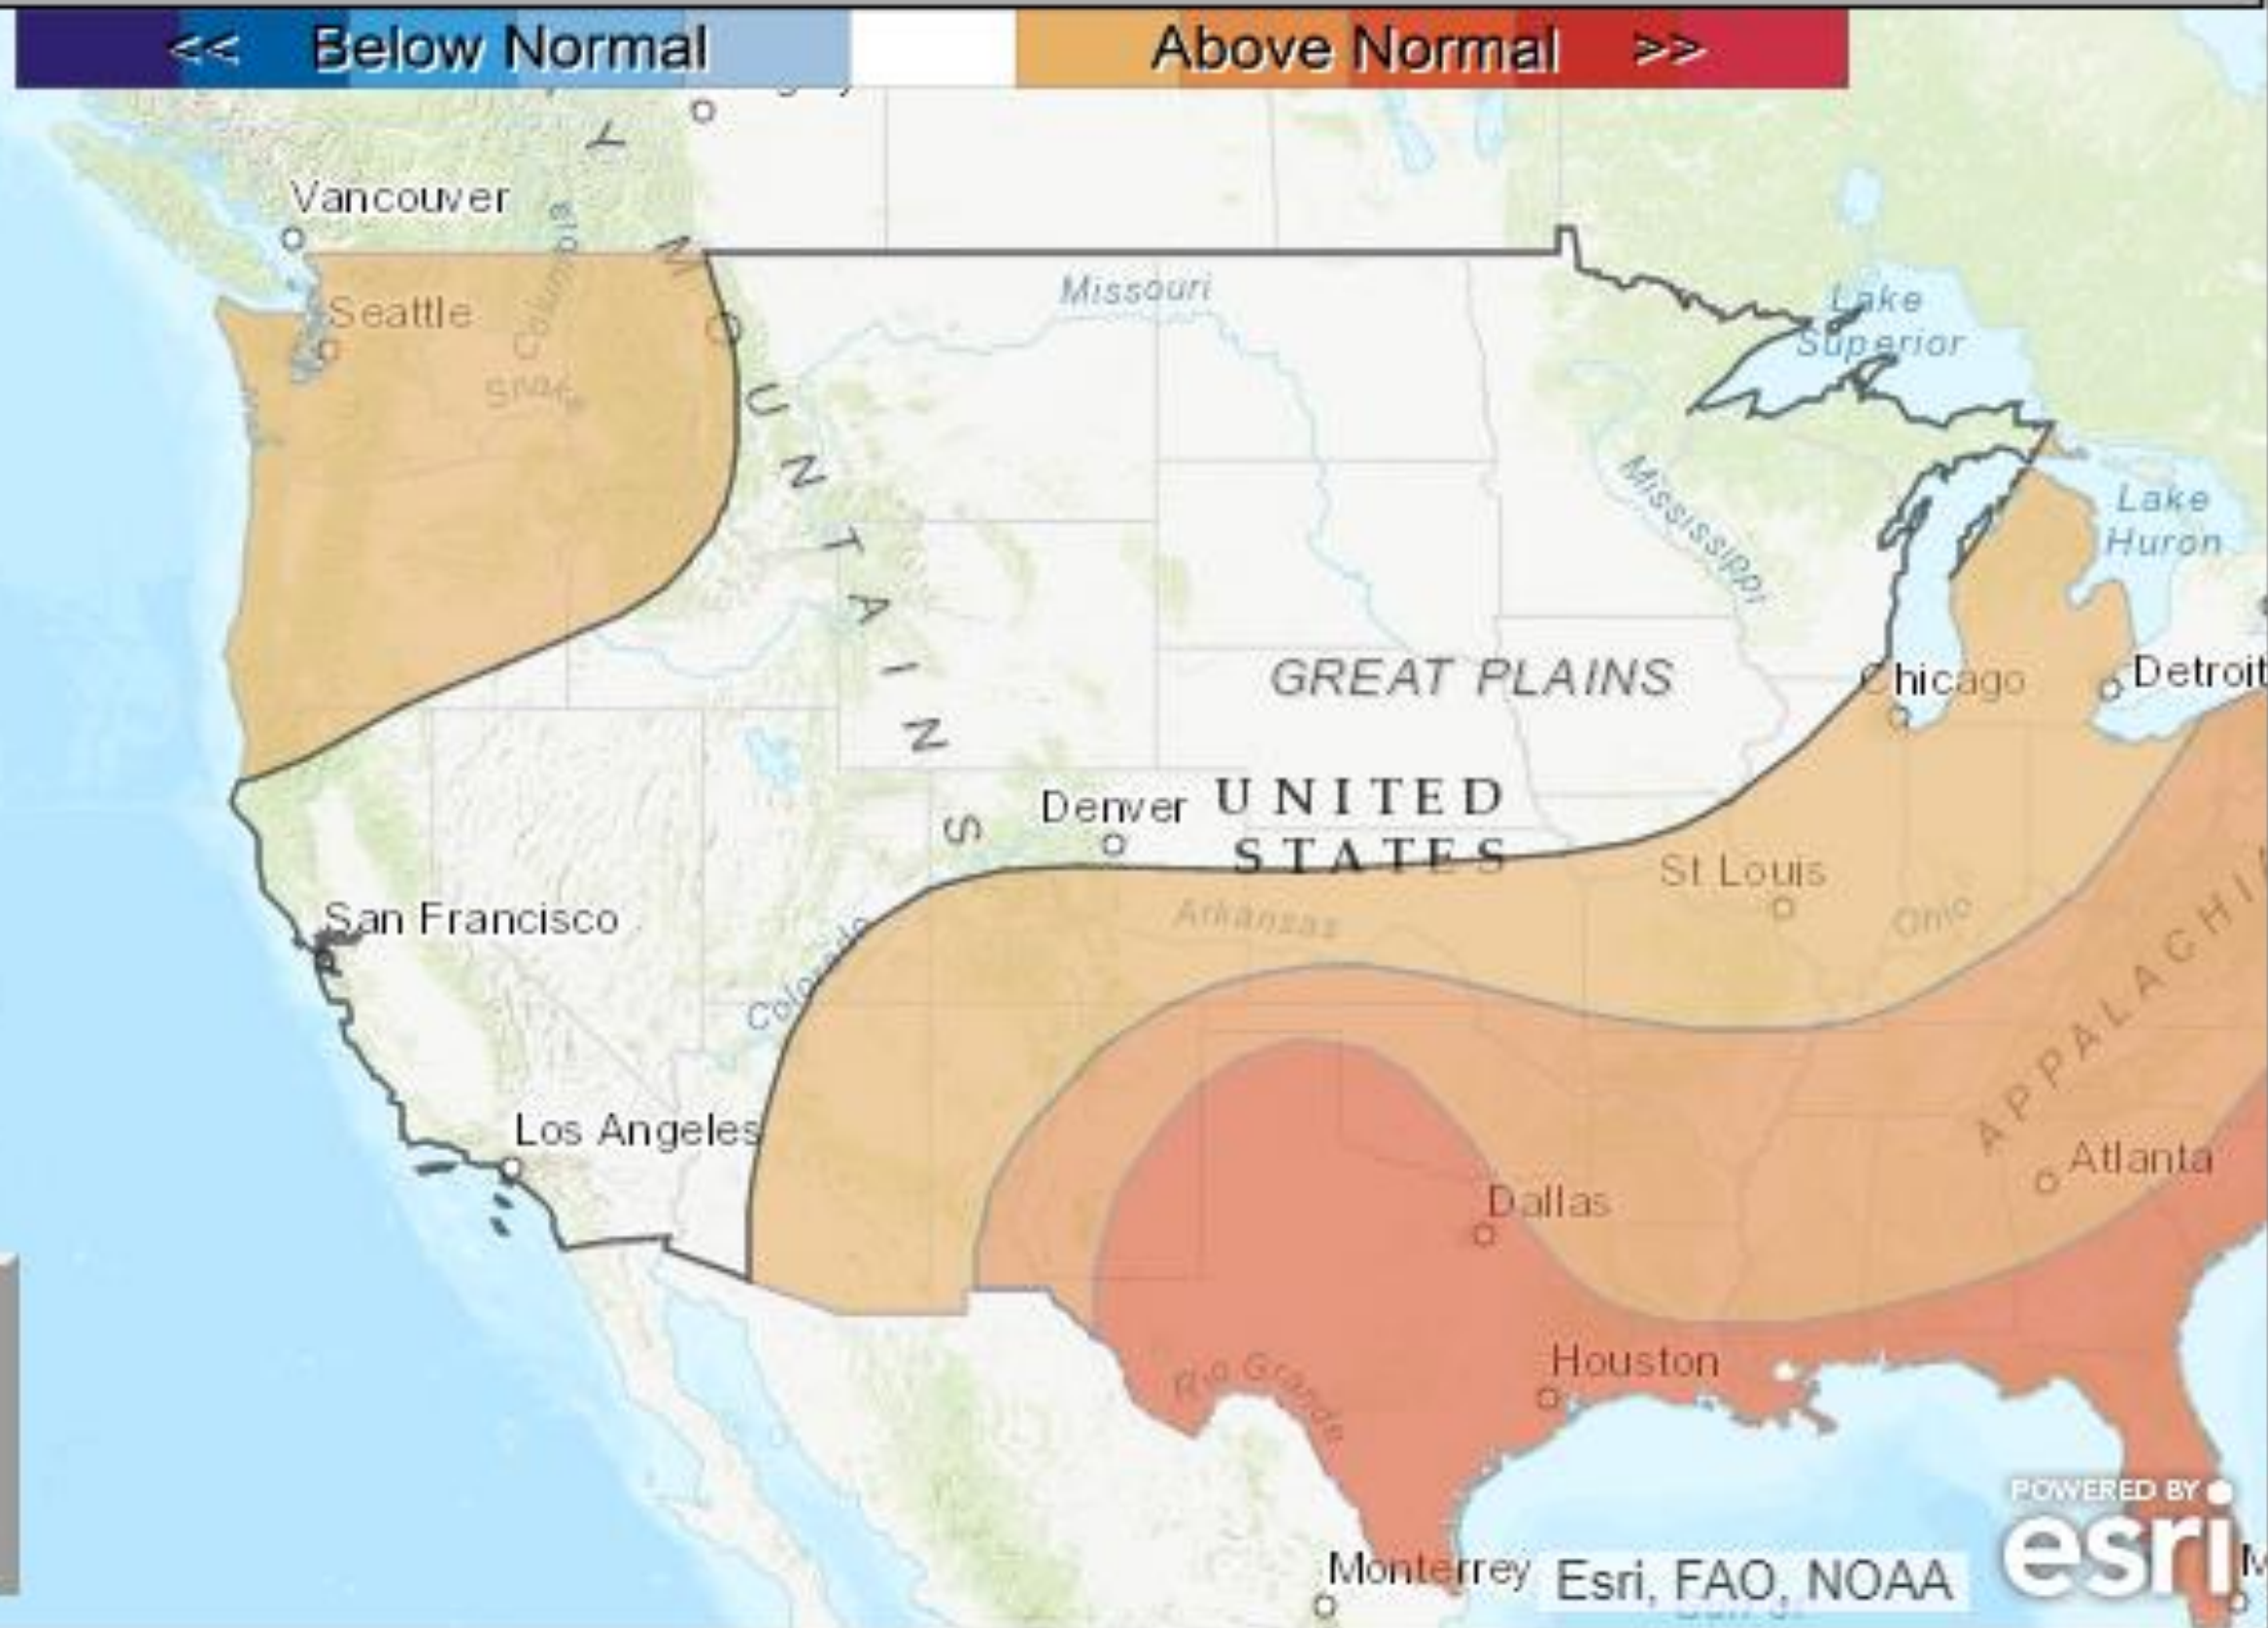 << Below Normal
Above Normal >>
Vancouver
Columbia
Seattle
Snake
Missouri
Lake
Superior
MOUNTAINS
Mississippi
Lake
Huron
GREAT PLAINS
Chicago
Detroit
Denver
UNITED
STATES
St Louis
Arkansas
Ohio
San Francisco
Colorado
APPALACHI
Los Angeles
Atlanta
Dallas
Houston
Rio Grande
POWERED BY
esri
Monterrey
Esri, FAO, NOAA
M